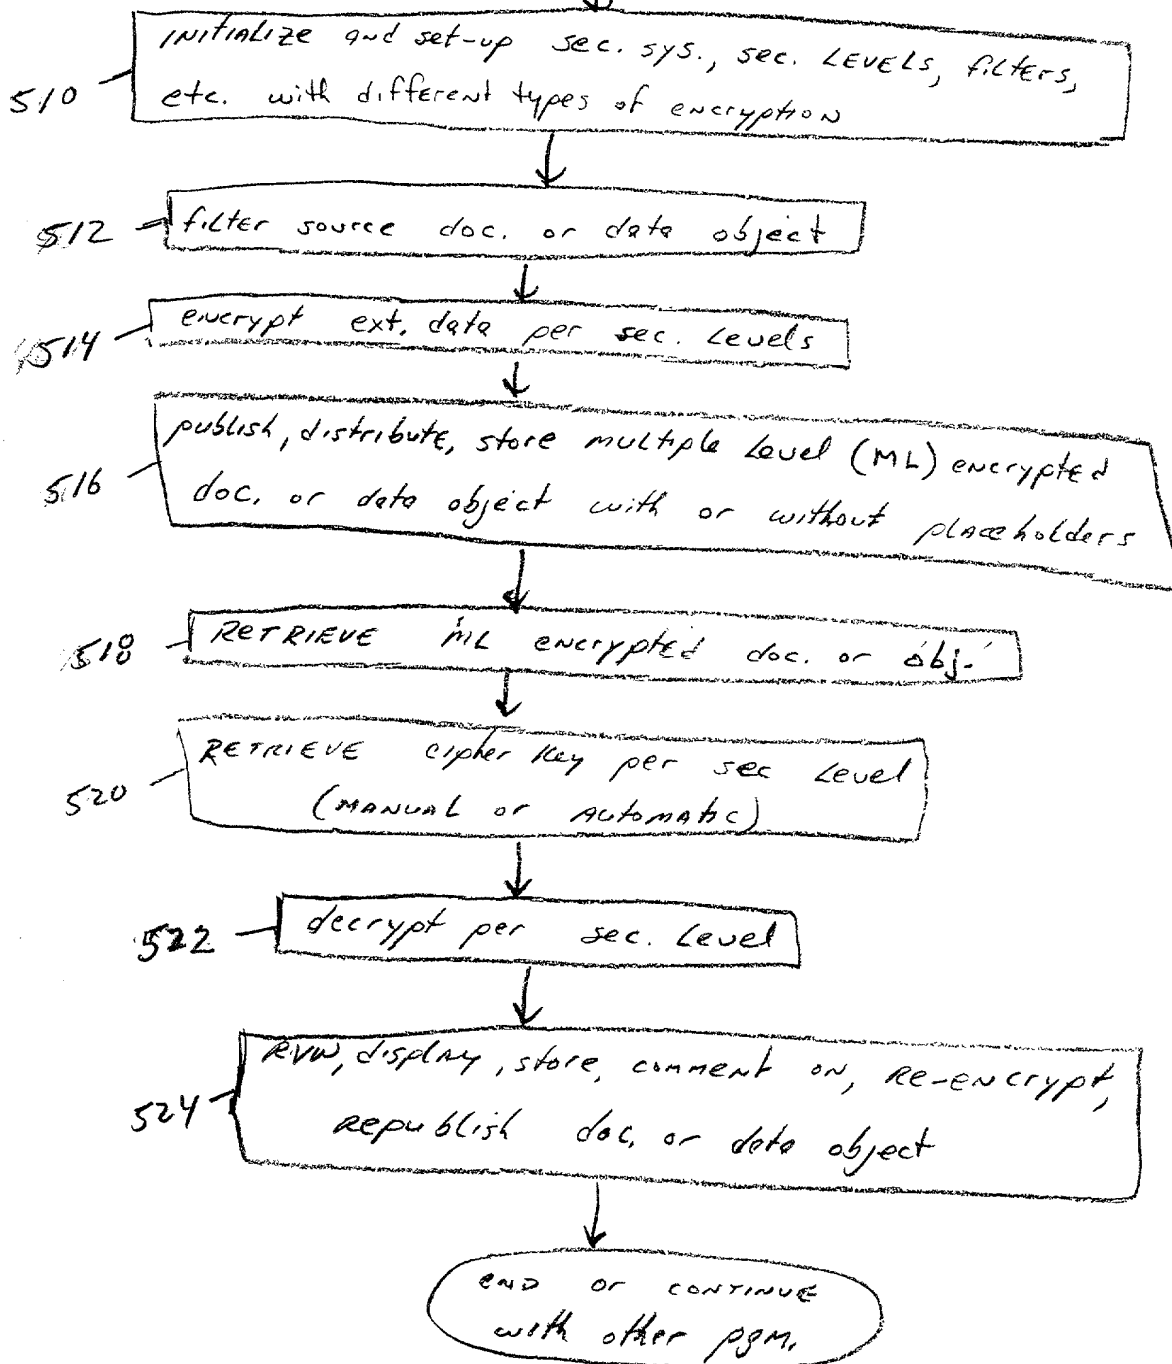 510
INITIALIZE and set-up sec. sys., sec. LEVELS, filters,
etc. with different types of encryption
512
filter source doc. or data object
514
encrypt ext. data per sec. Levels
516
publish, distribute, store multiple Level (ML) encrypted
doc. or data object with or without placeholders
518
RETRIEVE ML encrypted doc. or obj.
520
RETRIEVE cipher key per sec Level
(MANUAL or AUTOMATIC)
522
decrypt per sec. Level
524
RVW, display, store, comment on, RE-ENCRYPT,
republish doc. or data object
END or CONTINUE
with other pgm.